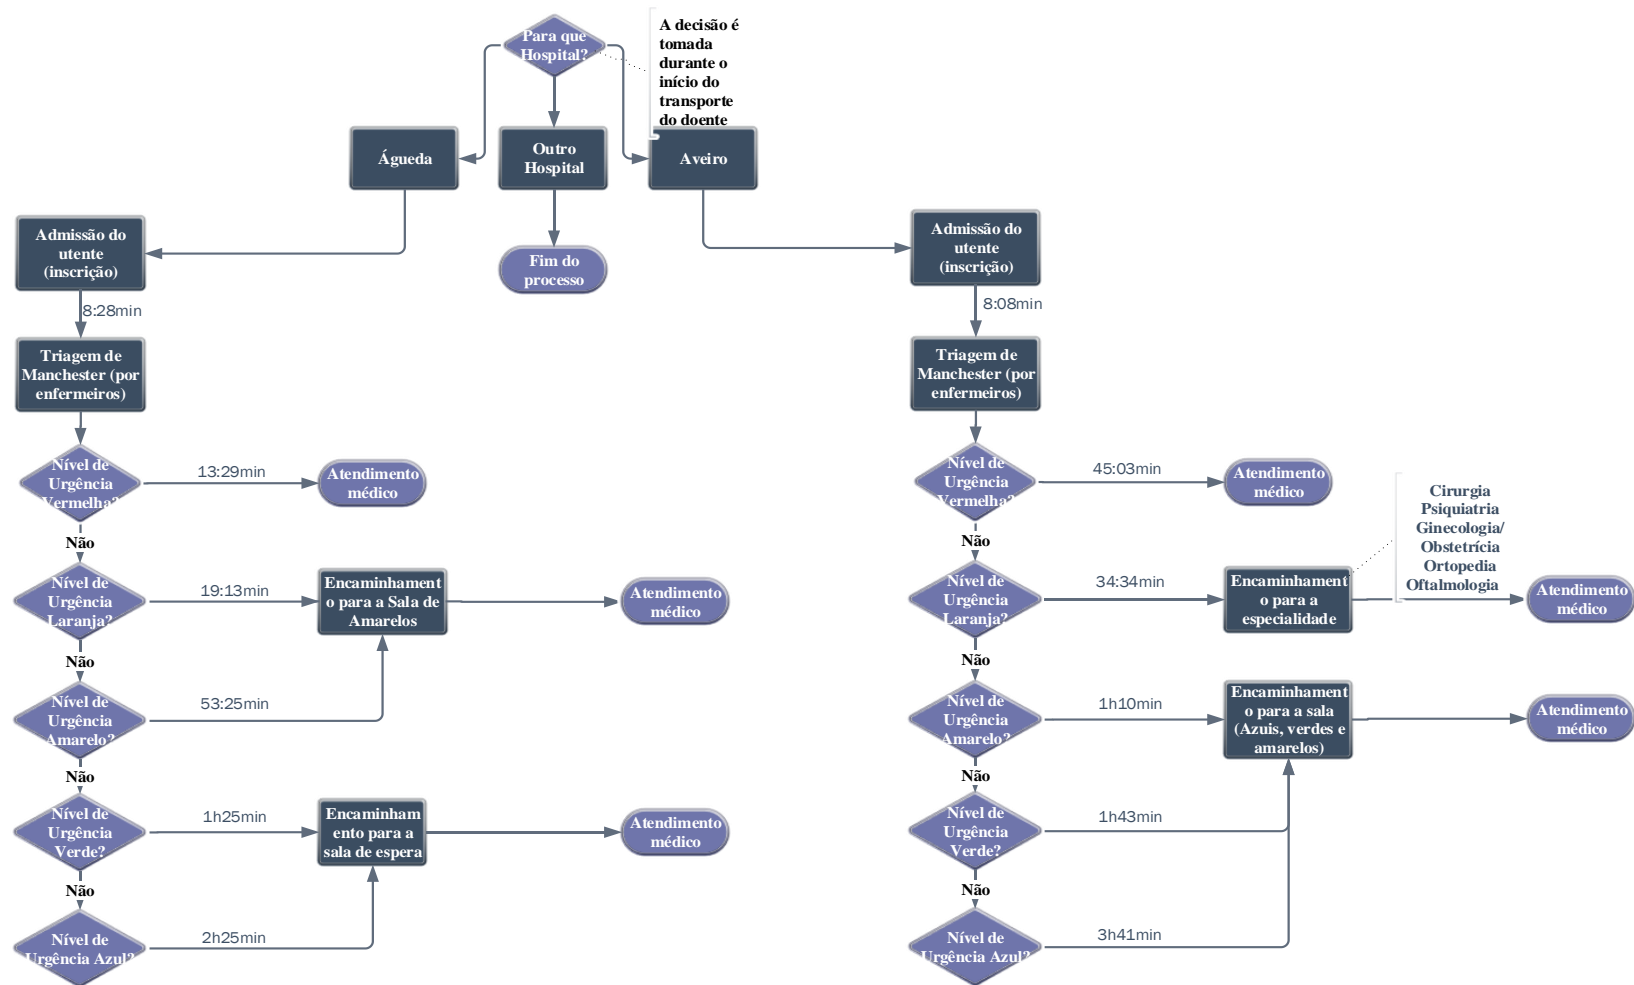 Para que
Hospital?
A decisão é
tomada
durante o
início do
transporte
do doente
Águeda
Outro
Hospital
Aveiro
Fim do
processo
Admissão do
utente
(inscrição)
8:28min
Triagem de
Manchester (por
enfermeiros)
Nível de
Urgência
Vermelha?
13:29min
Atendimento
médico
Não
Nível de
Urgência
Laranja?
19:13min
Encaminhament
o para a Sala de
Amarelos
Atendimento
médico
Não
Nível de
Urgência
Amarelo?
53:25min
Não
Nível de
Urgência
Verde?
1h25min
Encaminham
ento para a
sala de espera
Atendimento
médico
Não
Nível de
Urgência Azul?
2h25min
Admissão do
utente
(inscrição)
8:08min
Triagem de
Manchester (por
enfermeiros)
Nível de
Urgência
Vermelha?
45:03min
Atendimento
médico
Não
Nível de
Urgência
Laranja?
34:34min
Encaminhament
o para a
especialidade
Cirurgia
Psiquiatria
Ginecologia/
Obstetrícia
Ortopedia
Oftalmologia
Atendimento
médico
Não
Nível de
Urgência
Amarelo?
1h10min
Encaminhament
o para a sala
(Azuis, verdes e
amarelos)
Atendimento
médico
Não
Nível de
Urgência
Verde?
1h43min
Não
Nível de
Urgência Azul?
3h41min